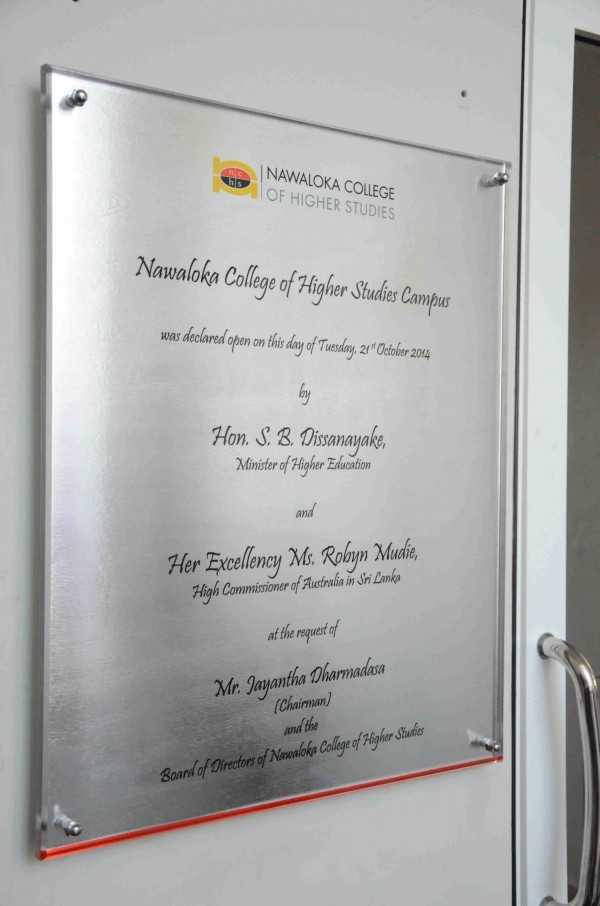 n c
h s
NAWALOKA COLLEGE
OF HIGHER STUDIES
Nawaloka College of Higher Studies Campus
was declared open on this day of Tuesday, 21st October 2014
by
Hon. S. B. Dissanayake,
Minister of Higher Education
and
Her Excellency Ms. Robyn Mudie,
High Commissioner of Australia in Sri Lanka
at the request of
Mr. Jayantha Dharmadasa
(Chairman)
and the
Board of Directors of Nawaloka College of Higher Studies